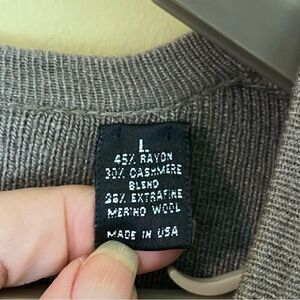 L
45% RAYON
30% CASHMERE
BLEND
25% EXTRAFINE
MERINO WOOL
MADE IN USA